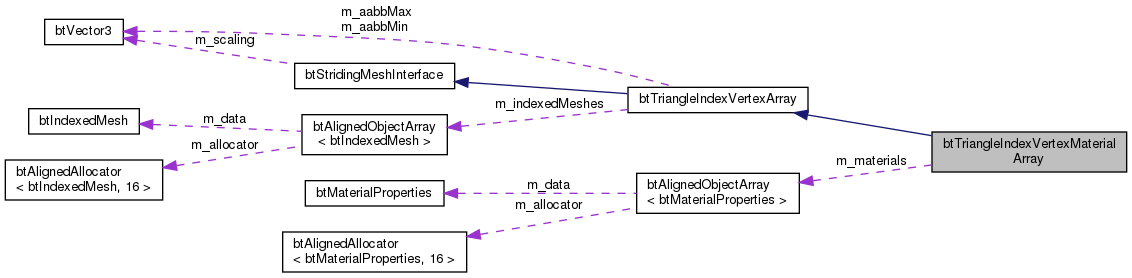 m_aabbMax
m_aabbMin
btVector3
m_scaling
btStridingMeshInterface
btTriangleIndexVertexArray
m_indexedMeshes
btIndexedMesh
m_data
btAlignedObjectArray
< btIndexedMesh >
m_allocator
btAlignedAllocator
< btIndexedMesh, 16 >
btTriangleIndexVertexMaterial
Array
m_materials
btMaterialProperties
m_data
btAlignedObjectArray
< btMaterialProperties >
m_allocator
btAlignedAllocator
< btMaterialProperties, 16 >